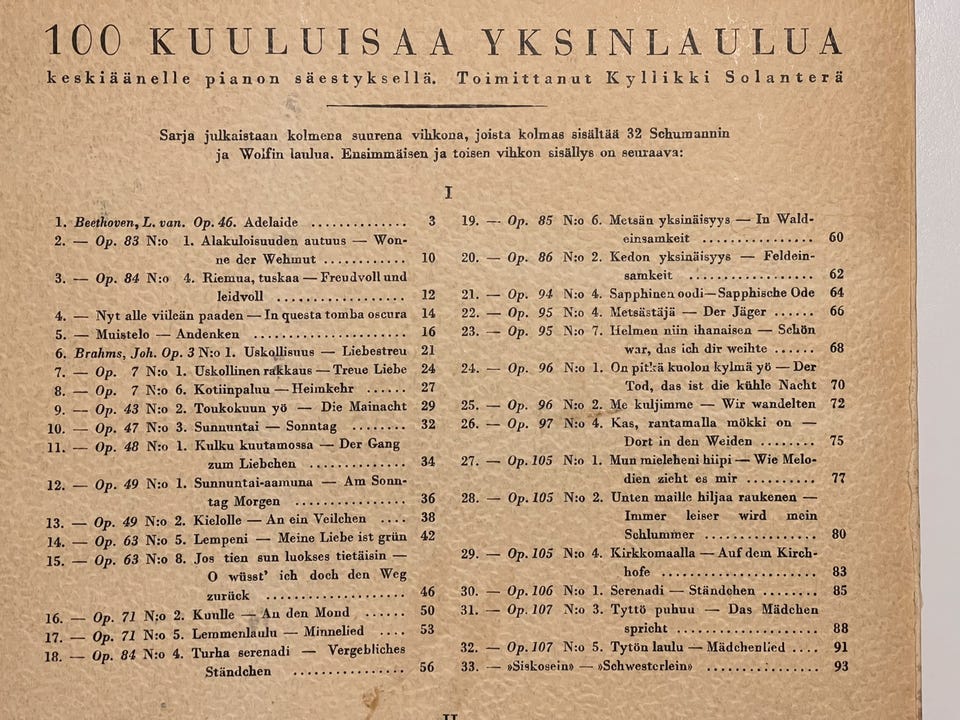 100 KUULUISAA YKSINLAULUA
keskiäänelle pianon säestyksellä. Toimittanut Kyllikki Solanterä
Sarja julkaistaan kolmena suurena vihkona, joista kolmas sisältää 32 Schumannin
ja Wolfin laulua. Ensimmäisen ja toisen vihkon sisällys on seuraava:
I
1. Beethoven, L. van. Op. 46. Adelaide .............. 3
2. — Op. 83 N:o 1. Alakuloisuuden autuus — Won-
ne der Wehmut ............ 10
3. — Op. 84 N:o 4. Riemua, tuskaa — Freudvoll und
leidvoll .................. 12
4. — Nyt alle viileän paaden — In questa tomba oscura 14
5. — Muistelo — Andenken ...................... 16
6. Brahms, Joh. Op. 3 N:o 1. Uskollisuus — Liebestreu 21
7. — Op. 7 N:o 1. Uskollinen rakkaus — Treue Liebe 24
8. — Op. 7 N:o 6. Kotiinpaluu — Heimkehr ...... 27
9. — Op. 43 N:o 2. Toukokuun yö — Die Mainacht 29
10. — Op. 47 N:o 3. Sunnuntai — Sonntag ........ 32
11. — Op. 48 N:o 1. Kulku kuutamossa — Der Gang
zum Liebchen .............. 34
12. — Op. 49 N:o 1. Sunnuntai-aamuna — Am Sonn-
tag Morgen ................ 36
13. — Op. 49 N:o 2. Kielolle — An ein Veilchen .... 38
14. — Op. 63 N:o 5. Lempeni — Meine Liebe ist grün 42
15. — Op. 63 N:o 8. Jos tien sun luokses tietäisin —
O wüsst' ich doch den Weg
zurück .................... 46
16. — Op. 71 N:o 2. Kuulle — An den Mond ...... 50
17. — Op. 71 N:o 5. Lemmenlaulu — Minnelied .... 53
18. — Op. 84 N:o 4. Turha serenadi — Vergebliches
Ständchen ................ 56
19. — Op. 85 N:o 6. Metsän yksinäisyys — In Wald-
einsamkeit ................ 60
20. — Op. 86 N:o 2. Kedon yksinäisyys — Feldein-
samkeit .................. 62
21. — Op. 94 N:o 4. Sapphinen oodi — Sapphische Ode 64
22. — Op. 95 N:o 4. Metsästäjä — Der Jäger ...... 66
23. — Op. 95 N:o 7. Helmen niin ihanaisen — Schön
war, das ich dir weihte ...... 68
24. — Op. 96 N:o 1. On pitkä kuolon kylmä yö — Der
Tod, das ist die kühle Nacht 70
25. — Op. 96 N:o 2. Me kuljimme — Wir wandelten 72
26. — Op. 97 N:o 4. Kas, rantamalla mökki on —
Dort in den Weiden ........ 75
27. — Op. 105 N:o 1. Mun mieleheni hiipi — Wie Melo-
dien zieht es mir .......... 77
28. — Op. 105 N:o 2. Unten maille hiljaa raukenen —
Immer leiser wird mein
Schlummer ................ 80
29. — Op. 105 N:o 4. Kirkkomaalla — Auf dem Kirch-
hofe ...................... 83
30. — Op. 106 N:o 1. Serenadi — Ständchen ........ 85
31. — Op. 107 N:o 3. Tyttö puhuu — Das Mädchen
spricht .................... 88
32. — Op. 107 N:o 5. Tytön laulu — Mädchenlied .... 91
33. — »Siskosein» — »Schwesterlein» ................ 93
II